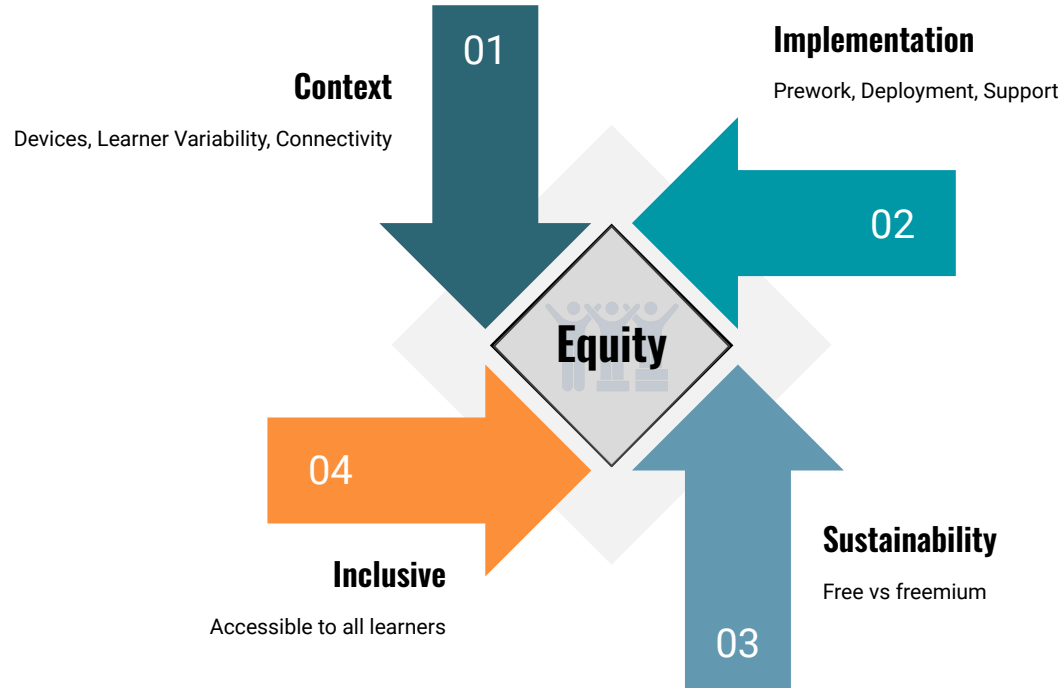 01
Context
Devices, Learner Variability, Connectivity
Implementation
Prework, Deployment, Support
02
Equity
04
Inclusive
Accessible to all learners
Sustainability
Free vs freemium
03